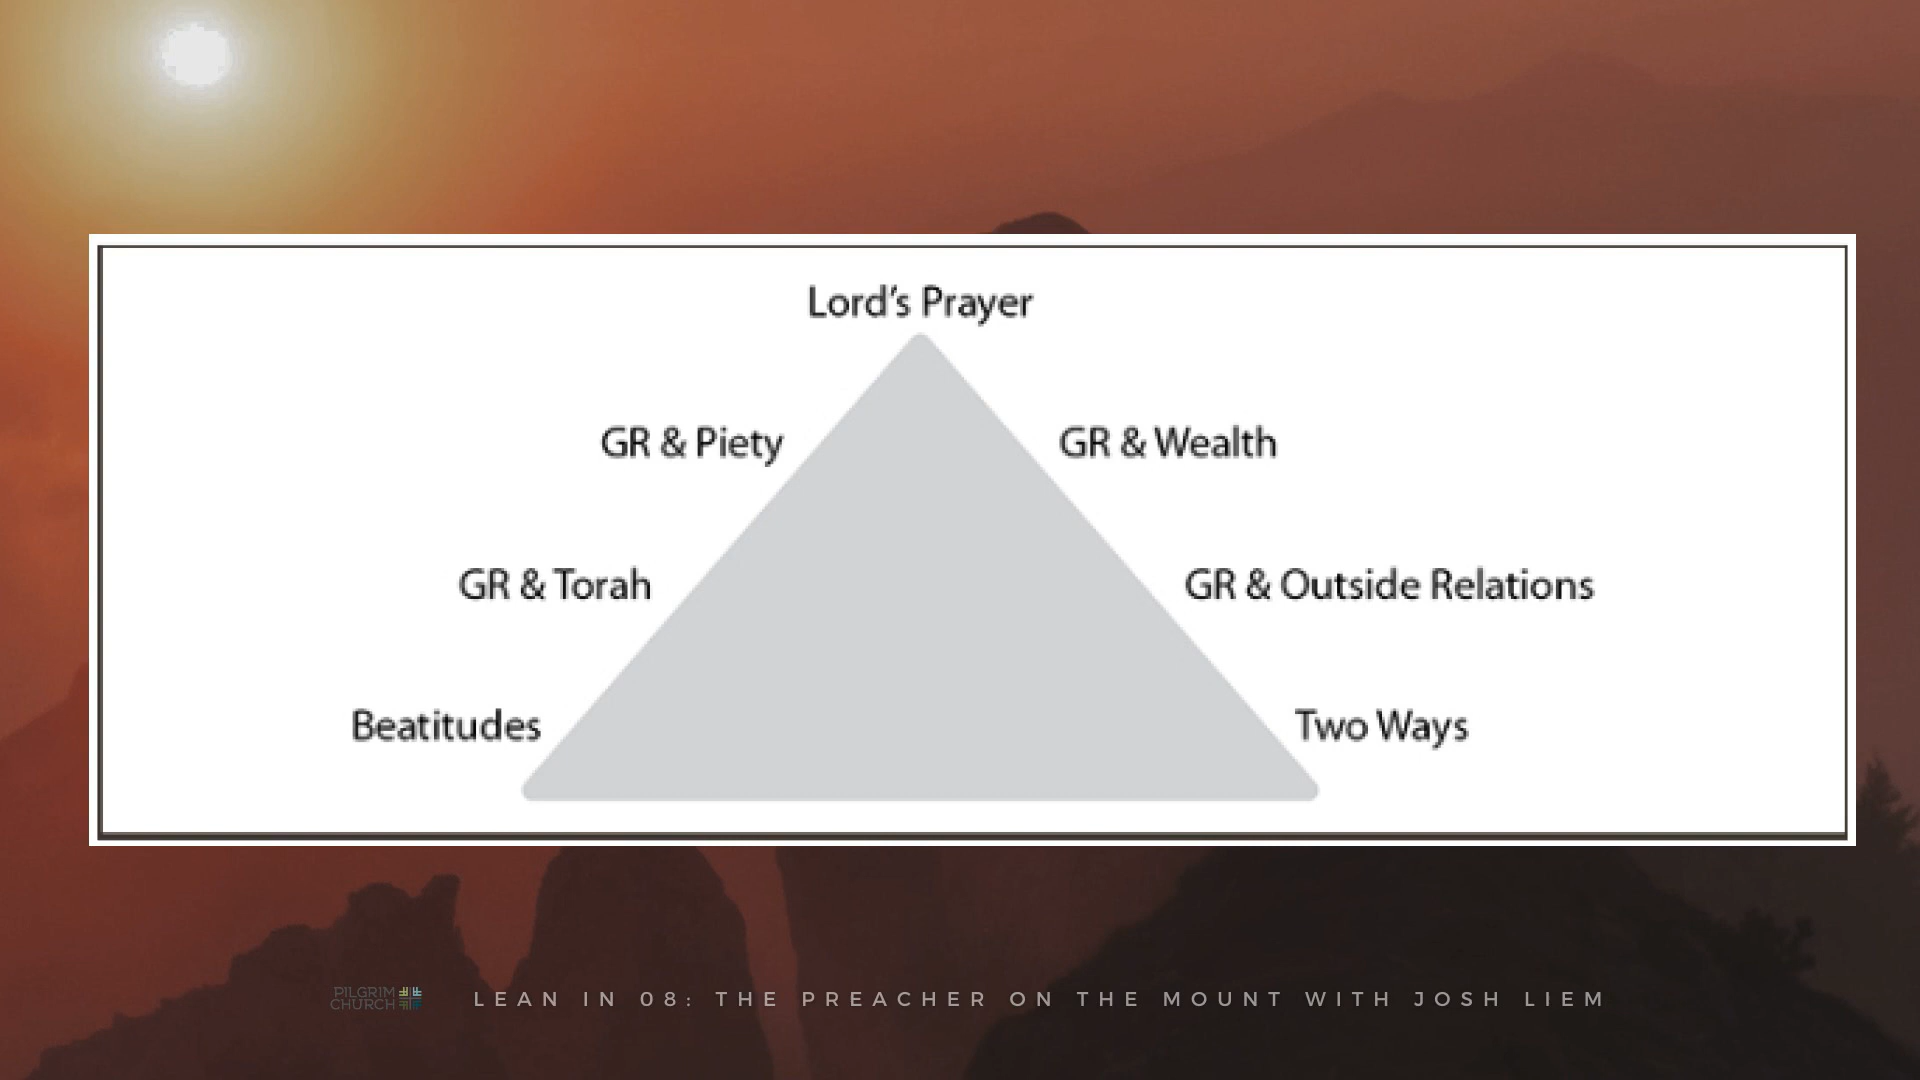 Lord's Prayer
GR & Piety
GR & Wealth
GR & Torah
GR & Outside Relations
Beatitudes
Two Ways
PILGRIM
CHURCH
LEAN IN 08: THE PREACHER ON THE MOUNT WITH JOSH LIEM